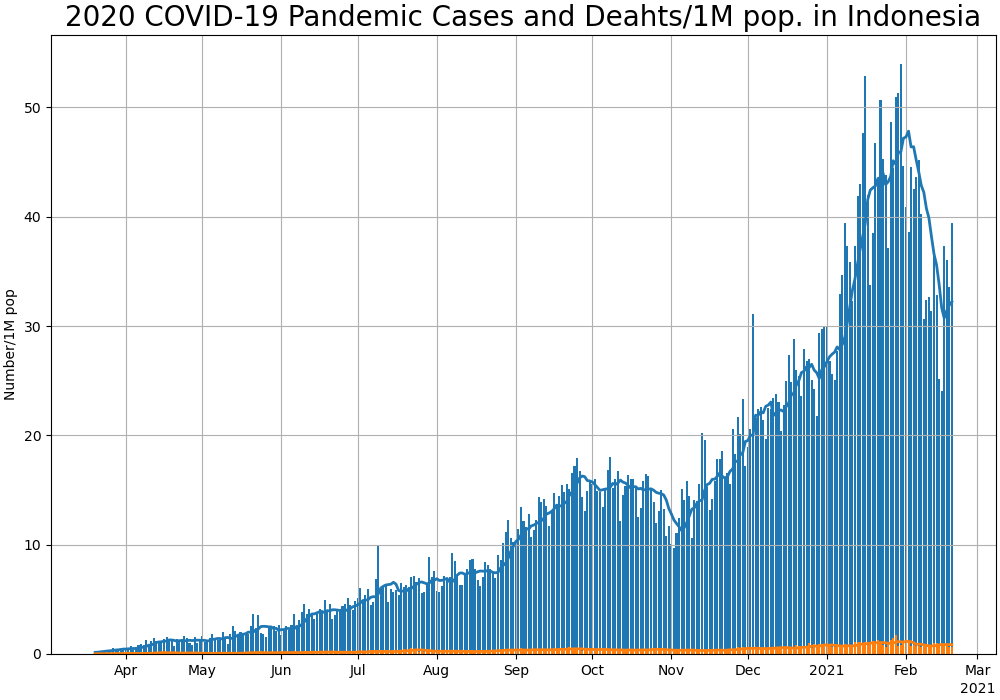 2020 COVID-19 Pandemic Cases and Deahts/1M pop. in Indonesia
Number/1M pop
50
40
30
20
10
0
Apr May Jun Jul Aug Sep Oct Nov Dec 2021 Feb Mar
2021